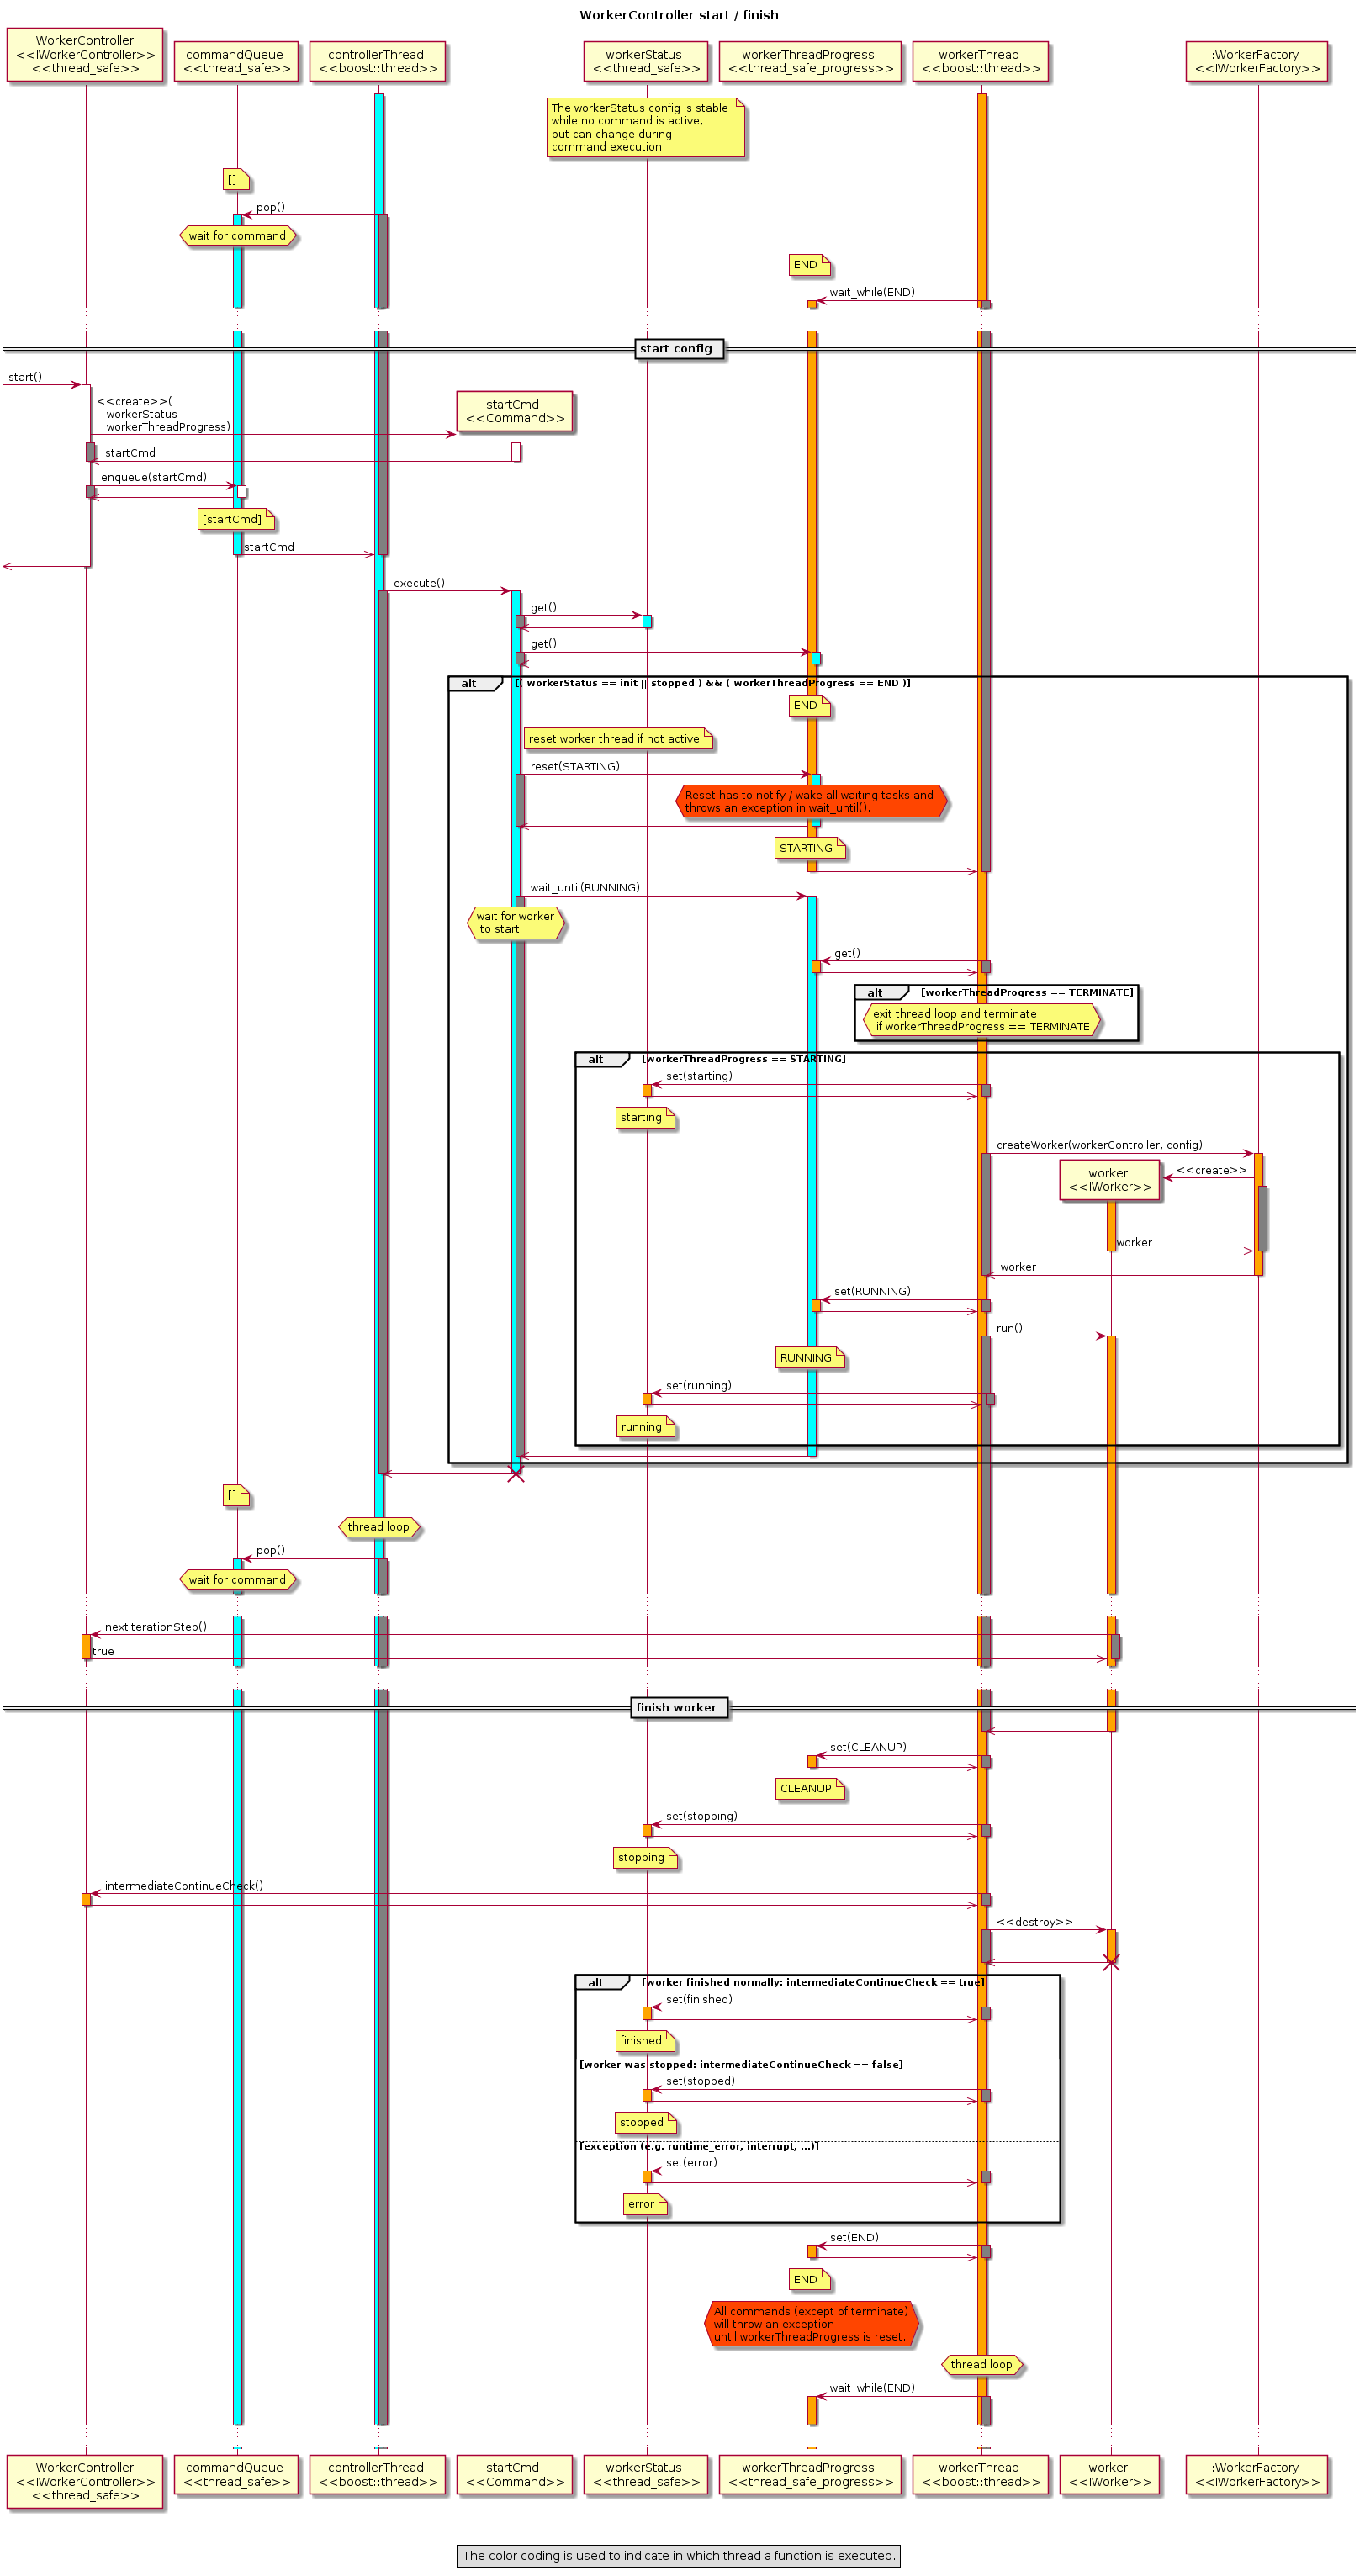 WorkerController start / finish
:WorkerController
<<IWorkerController>>
<<thread_safe>>
commandQueue
<<thread_safe>>
controllerThread
<<boost::thread>>
workerStatus
<<thread_safe>>
workerThreadProgress
<<thread_safe_progress>>
workerThread
<<boost::thread>>
:WorkerFactory
<<IWorkerFactory>>
The workerStatus config is stable
while no command is active,
but can change during
command execution.
[]
pop()
wait for command
END
wait_while(END)
start config
start()
<<create>>(
workerStatus
workerThreadProgress)
startCmd
<<Command>>
startCmd
enqueue(startCmd)
[startCmd]
startCmd
execute()
get()
get()
alt
[( workerStatus == init || stopped ) && ( workerThreadProgress == END )]
END
reset worker thread if not active
reset(STARTING)
Reset has to notify / wake all waiting tasks and
throws an exception in wait_until().
STARTING
wait_until(RUNNING)
wait for worker
to start
get()
alt
[workerThreadProgress == TERMINATE]
exit thread loop and terminate
if workerThreadProgress == TERMINATE
alt
[workerThreadProgress == STARTING]
set(starting)
starting
createWorker(workerController, config)
worker
<<IWorker>>
<<create>>
worker
worker
set(RUNNING)
run()
RUNNING
set(running)
running
[]
thread loop
pop()
wait for command
nextIterationStep()
true
finish worker
set(CLEANUP)
CLEANUP
set(stopping)
stopping
intermediateContinueCheck()
<<destroy>>
alt
[worker finished normally: intermediateContinueCheck == true]
set(finished)
finished
[worker was stopped: intermediateContinueCheck == false]
set(stopped)
stopped
[exception (e.g. runtime_error, interrupt, ...)]
set(error)
error
set(END)
END
All commands (except of terminate)
will throw an exception
until workerThreadProgress is reset.
thread loop
wait_while(END)
:WorkerController
<<IWorkerController>>
<<thread_safe>>
commandQueue
<<thread_safe>>
controllerThread
<<boost::thread>>
startCmd
<<Command>>
workerStatus
<<thread_safe>>
workerThreadProgress
<<thread_safe_progress>>
workerThread
<<boost::thread>>
worker
<<IWorker>>
:WorkerFactory
<<IWorkerFactory>>
The color coding is used to indicate in which thread a function is executed.